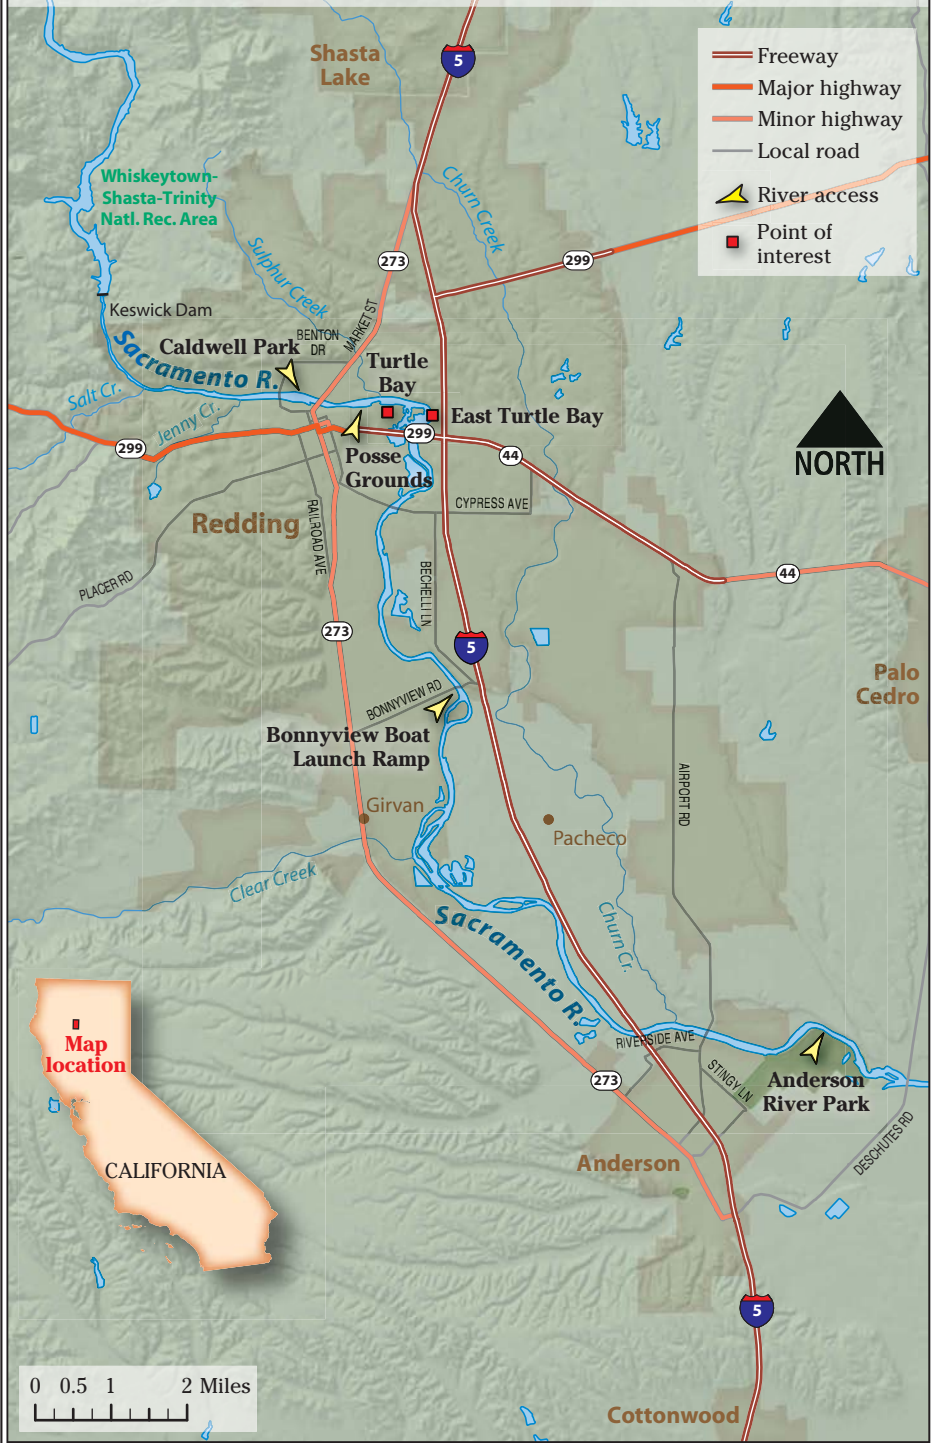 5
Shasta
Lake
Freeway
Major highway
Minor highway
Local road
River access
Point of
interest
Whiskeytown-
Shasta-Trinity
Natl. Rec. Area
Churn Creek
Sulphur Creek
273
299
Keswick Dam
MARKET ST
BENTON
DR
Caldwell Park
Sacramento R.
Turtle
Bay
Salt Cr.
Jenny Cr.
East Turtle Bay
299
299
44
NORTH
Posse
Grounds
CYPRESS AVE
Redding
RAILROAD AVE
PLACER RD
BECHELLI LN
44
273
5
Palo
Cedro
BONNYVIEW RD
Bonnyview Boat
Launch Ramp
AIRPORT RD
Girvan
Pacheco
Clear Creek
Sacramento R.
Churn Cr.
Map
location
RIVERSIDE AVE
273
STINGY LN
Anderson
River Park
DESCHUTES RD
Anderson
CALIFORNIA
5
0 0.5 1 2 Miles
Cottonwood